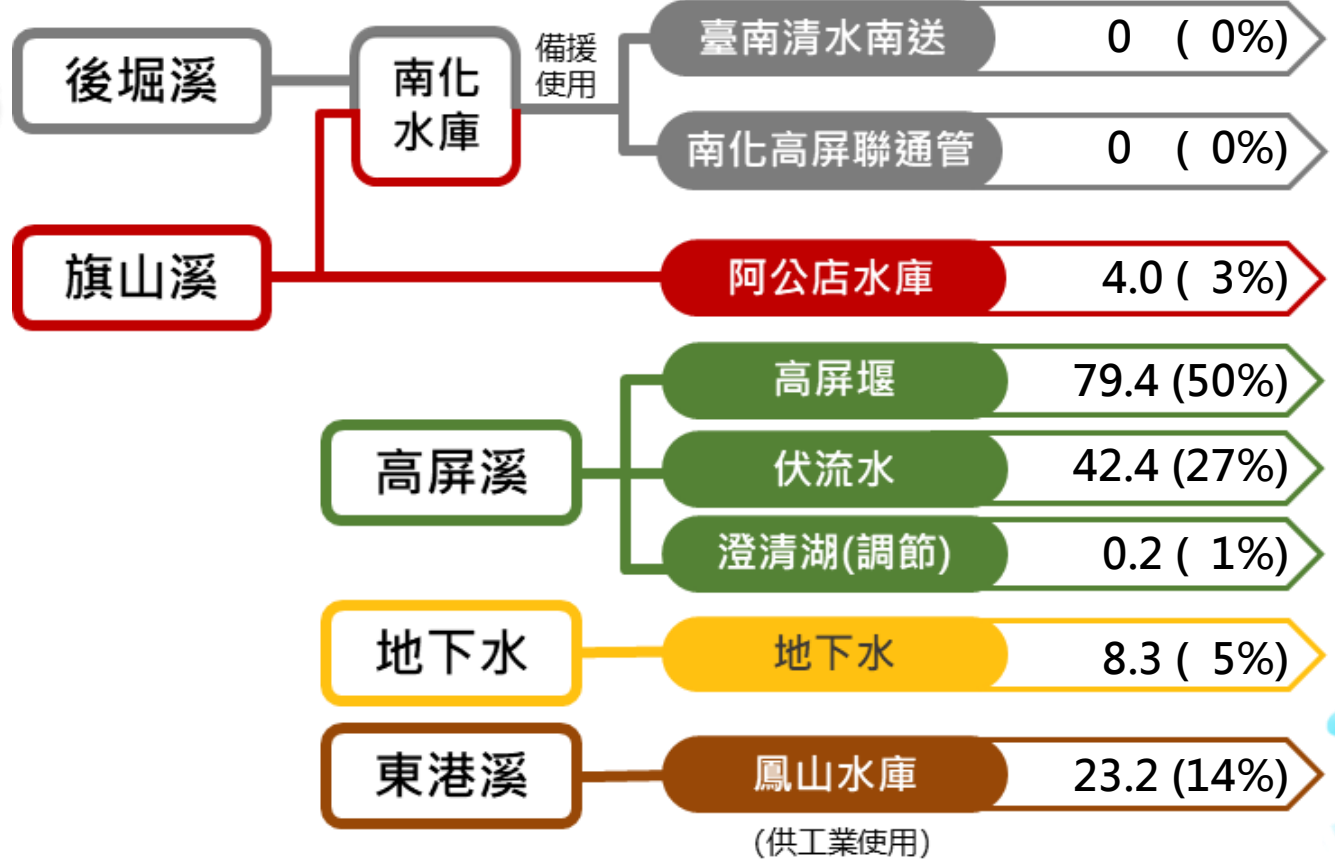 後堀溪
南化
水庫
備援
使用
臺南清水南送 0 ( 0%)
南化高屏聯通管 0 ( 0%)
旗山溪
阿公店水庫 4.0 ( 3%)
高屏溪
高屏堰 79.4 (50%)
伏流水 42.4 (27%)
澄清湖(調節) 0.2 ( 1%)
地下水
地下水 8.3 ( 5%)
東港溪
鳳山水庫 23.2 (14%)
(供工業使用)